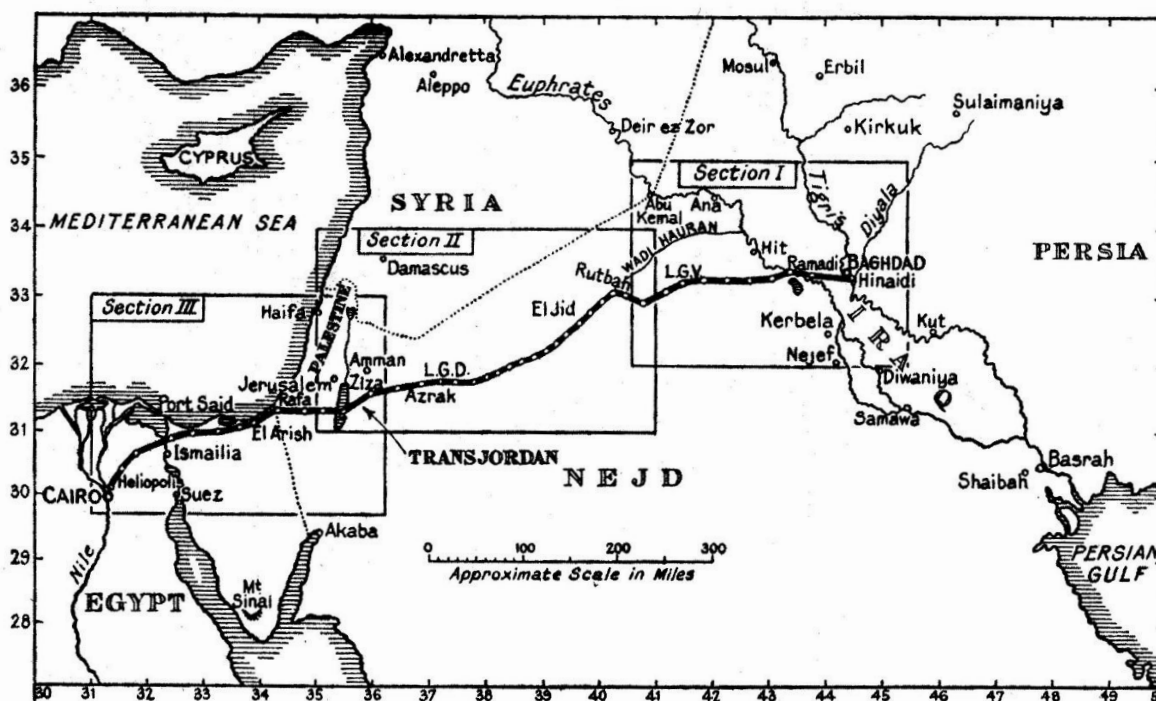 Alexandretta
Aleppo
Euphrates
Mosul
Erbil
Sulaimaniya
Kirkuk
Deir ez Zor
CYPRUS
Section I
Tigris
Diyala
SYRIA
MEDITERRANEAN SEA
Abu
Kemal
Ana
WADI HAURAN
Hit
PERSIA
Section II
Damascus
Rutbah
L.G.V.
Ramadi
BAGHDAD
Hinaidi
Section III
Haifa
PALESTINE
El Jid
Kerbela
IRAQ
Kut
Nejef
Diwaniya
Samawa
Amman
Jerusalem
Ziza
L.G.D.
Azrak
Rafa
Port Said
El Arish
Ismailia
TRANSJORDAN
NEJD
Basrah
Shaibah
Heliopolis
CAIRO
Suez
Akaba
Nile
EGYPT
Mt
Sinai
PERSIAN
GULF
0 100 200 300
Approximate Scale in Miles
36
35
34
33
32
31
30
29
28
30 31 32 33 34 35 36 37 38 39 40 41 42 43 44 45 46 47 48 49